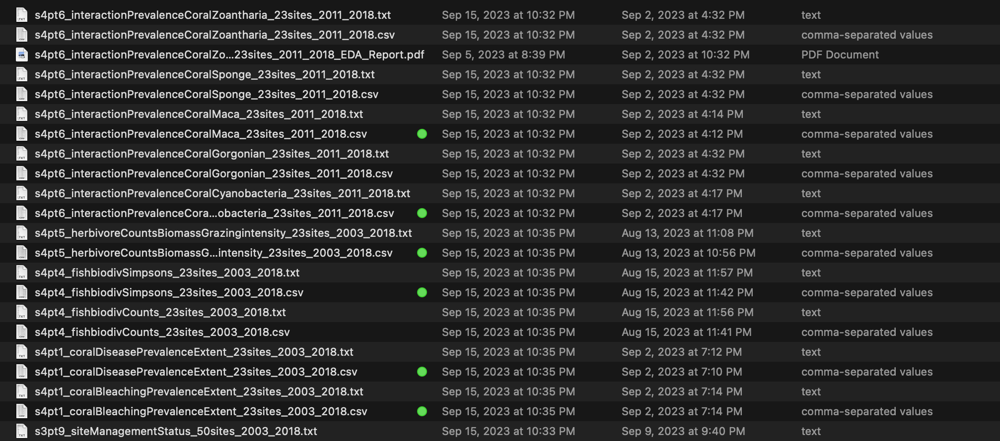 s4pt6_interactionPrevalenceCoralZoantharia_23sites_2011_2018.txt Sep 15, 2023 at 10:32 PM Sep 2, 2023 at 4:32 PM text
s4pt6_interactionPrevalenceCoralZoantharia_23sites_2011_2018.csv Sep 15, 2023 at 10:32 PM Sep 2, 2023 at 4:32 PM comma-separated values
s4pt6_interactionPrevalenceCoralZo...23sites_2011_2018_EDA_Report.pdf Sep 5, 2023 at 8:39 PM Sep 2, 2023 at 10:32 PM PDF Document
s4pt6_interactionPrevalenceCoralSponge_23sites_2011_2018.txt Sep 15, 2023 at 10:32 PM Sep 2, 2023 at 4:32 PM text
s4pt6_interactionPrevalenceCoralSponge_23sites_2011_2018.csv Sep 15, 2023 at 10:32 PM Sep 2, 2023 at 4:32 PM comma-separated values
s4pt6_interactionPrevalenceCoralMaca_23sites_2011_2018.txt Sep 15, 2023 at 10:32 PM Sep 2, 2023 at 4:14 PM text
s4pt6_interactionPrevalenceCoralMaca_23sites_2011_2018.csv Sep 15, 2023 at 10:32 PM Sep 2, 2023 at 4:12 PM comma-separated values
s4pt6_interactionPrevalenceCoralGorgonian_23sites_2011_2018.txt Sep 15, 2023 at 10:32 PM Sep 2, 2023 at 4:32 PM text
s4pt6_interactionPrevalenceCoralGorgonian_23sites_2011_2018.csv Sep 15, 2023 at 10:32 PM Sep 2, 2023 at 4:32 PM comma-separated values
s4pt6_interactionPrevalenceCoralCyanobacteria_23sites_2011_2018.txt Sep 15, 2023 at 10:32 PM Sep 2, 2023 at 4:17 PM text
s4pt6_interactionPrevalenceCora...obacteria_23sites_2011_2018.csv Sep 15, 2023 at 10:32 PM Sep 2, 2023 at 4:17 PM comma-separated values
s4pt5_herbivoreCountsBiomassGrazingintensity_23sites_2003_2018.txt Sep 15, 2023 at 10:35 PM Aug 13, 2023 at 11:08 PM text
s4pt5_herbivoreCountsBiomassG...intensity_23sites_2003_2018.csv Sep 15, 2023 at 10:35 PM Aug 13, 2023 at 10:56 PM comma-separated values
s4pt4_fishbiodivSimpsons_23sites_2003_2018.txt Sep 15, 2023 at 10:35 PM Aug 15, 2023 at 11:57 PM text
s4pt4_fishbiodivSimpsons_23sites_2003_2018.csv Sep 15, 2023 at 10:35 PM Aug 15, 2023 at 11:42 PM comma-separated values
s4pt4_fishbiodivCounts_23sites_2003_2018.txt Sep 15, 2023 at 10:35 PM Aug 15, 2023 at 11:56 PM text
s4pt4_fishbiodivCounts_23sites_2003_2018.csv Sep 15, 2023 at 10:35 PM Aug 15, 2023 at 11:41 PM comma-separated values
s4pt1_coralDiseasePrevalenceExtent_23sites_2003_2018.txt Sep 15, 2023 at 10:35 PM Sep 2, 2023 at 7:12 PM text
s4pt1_coralDiseasePrevalenceExtent_23sites_2003_2018.csv Sep 15, 2023 at 10:35 PM Sep 2, 2023 at 7:10 PM comma-separated values
s4pt1_coralBleachingPrevalenceExtent_23sites_2003_2018.txt Sep 15, 2023 at 10:35 PM Sep 2, 2023 at 7:14 PM text
s4pt1_coralBleachingPrevalenceExtent_23sites_2003_2018.csv Sep 15, 2023 at 10:35 PM Sep 2, 2023 at 7:14 PM comma-separated values
s3pt9_siteManagementStatus_50sites_2003_2018.txt Sep 15, 2023 at 10:33 PM Sep 9, 2023 at 9:40 PM text